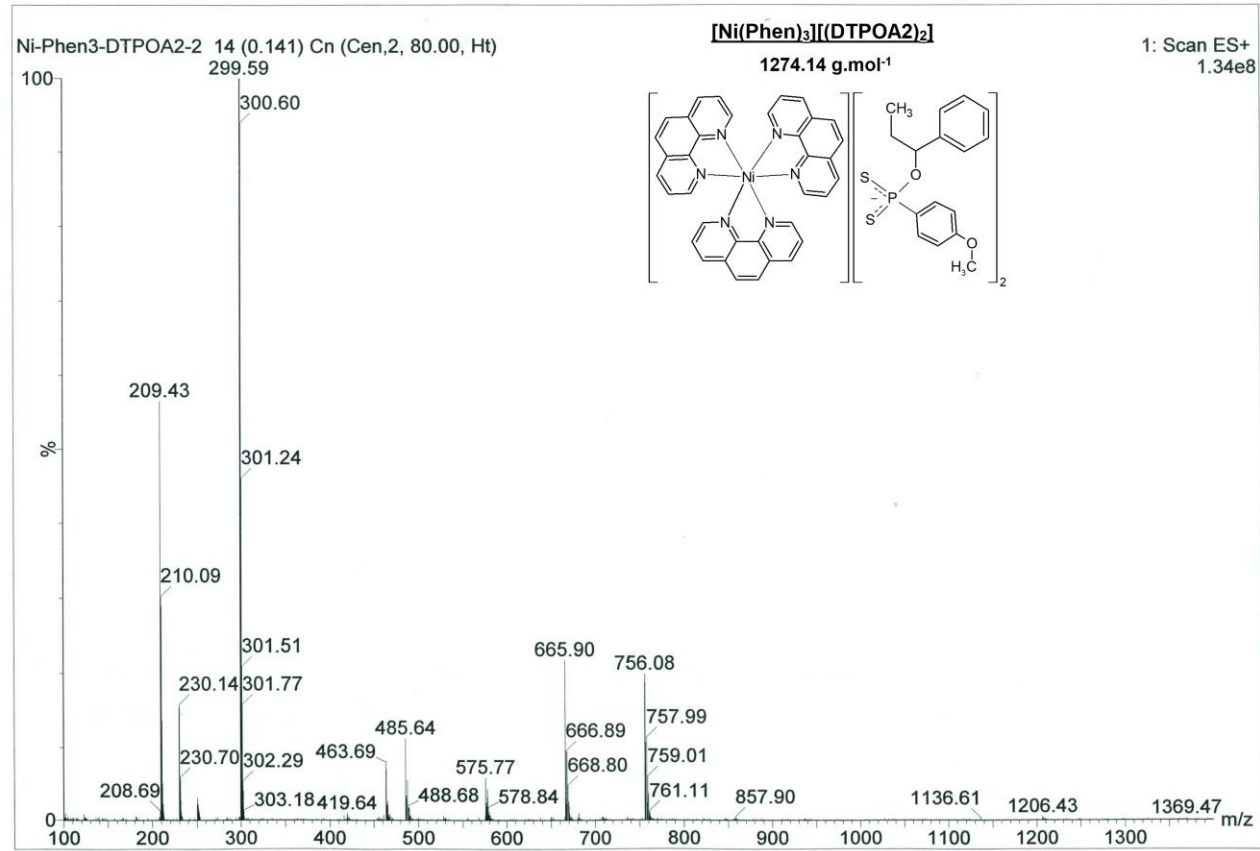 Ni-Phen3-DTPOA2-2 14 (0.141) Cn (Cen,2, 80.00, Ht)
[Ni(Phen)₃][(DTPOA2)₂]
1274.14 g.mol⁻¹
1: Scan ES+
1.34e8
100
%
0
299.59
300.60
301.24
301.51
301.77
302.29
303.18
209.43
210.09
230.14
230.70
208.69
463.69
419.64
485.64
488.68
575.77
578.84
665.90
666.89
668.80
756.08
757.99
759.01
761.11
857.90
1136.61
1206.43
1369.47
m/z
100
200
300
400
500
600
700
800
900
1000
1100
1200
1300
N
N
N
N
Ni
N
N
CH₃
O
S
P
−
S
O
H₃C
2